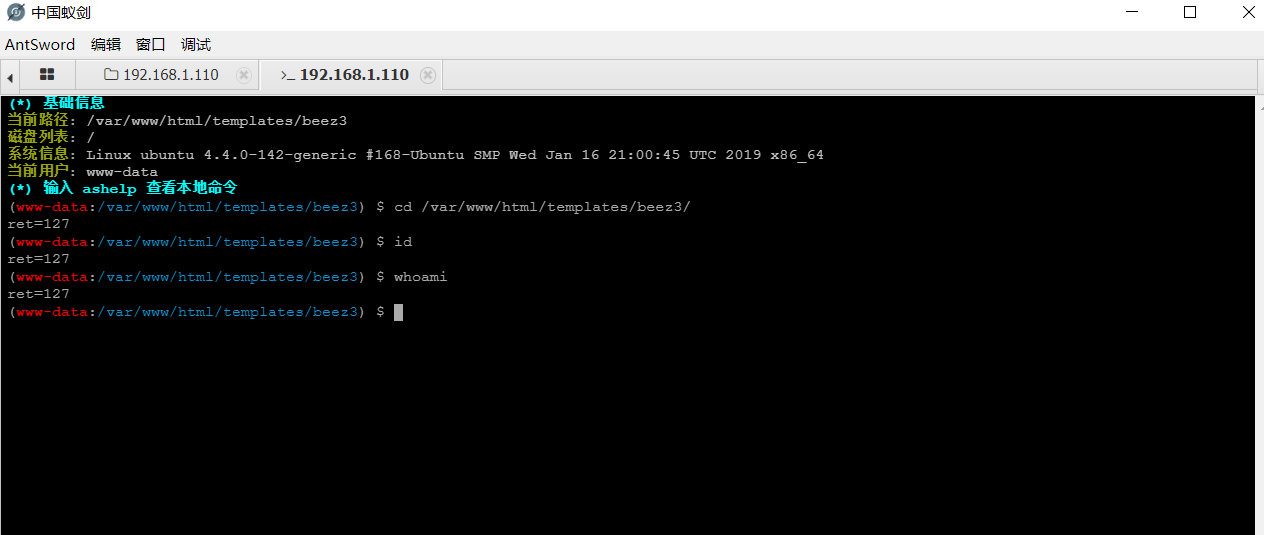 中国蚁剑
AntSword 编辑 窗口 调试
192.168.1.110 >_ 192.168.1.110
(*) 基础信息
当前路径: /var/www/html/templates/beez3
磁盘列表: /
系统信息: Linux ubuntu 4.4.0-142-generic #168-Ubuntu SMP Wed Jan 16 21:00:45 UTC 2019 x86_64
当前用户: www-data
(*) 输入 ashelp 查看本地命令
(www-data:/var/www/html/templates/beez3) $ cd /var/www/html/templates/beez3/
ret=127
(www-data:/var/www/html/templates/beez3) $ id
ret=127
(www-data:/var/www/html/templates/beez3) $ whoami
ret=127
(www-data:/var/www/html/templates/beez3) $